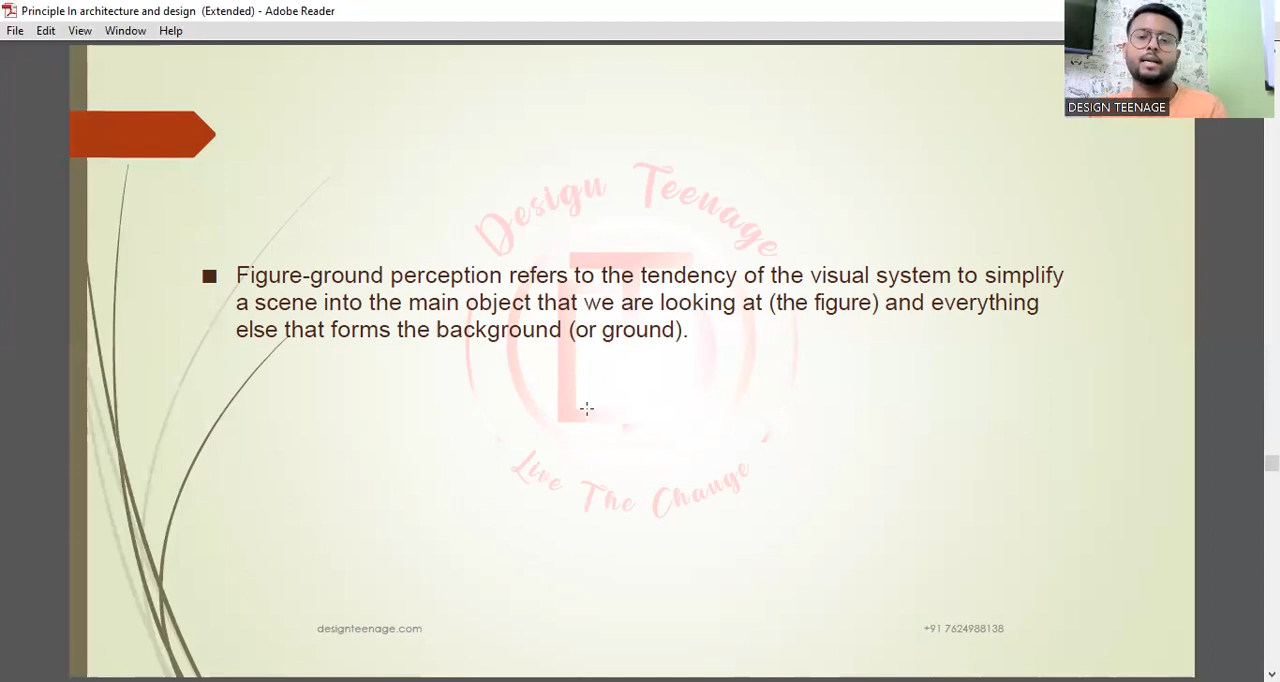 Principle In architecture and design (Extended) - Adobe Reader
File Edit View Window Help
DESIGN TEENAGE
Design Teenage
Figure-ground perception refers to the tendency of the visual system to simplify
a scene into the main object that we are looking at (the figure) and everything
else that forms the background (or ground).
Live The Change
designteenage.com
+91 7624988138